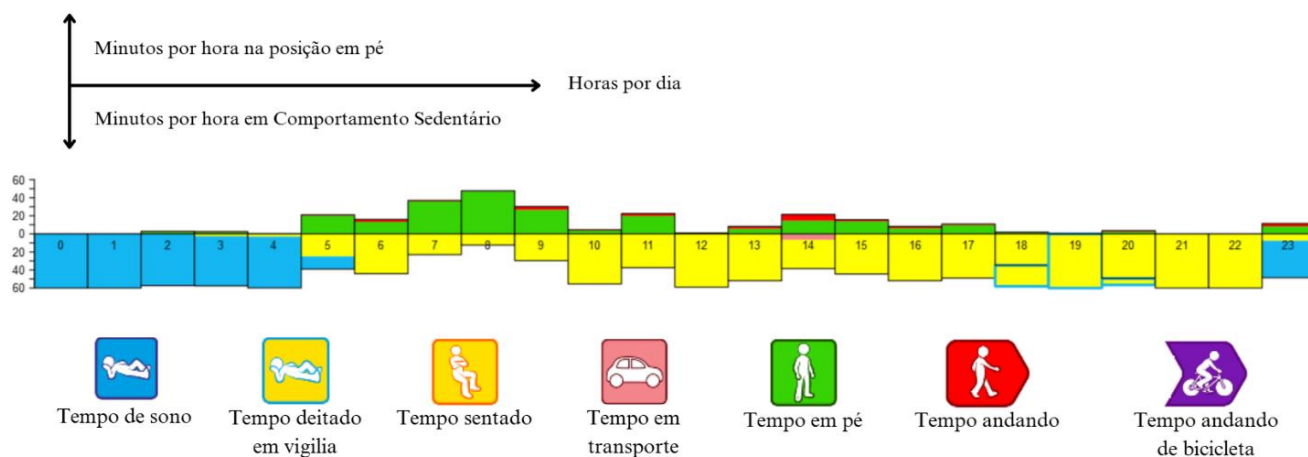 Minutos por hora na posição em pé
Horas por dia
Minutos por hora em Comportamento Sedentário
60
40
20
0
20
40
60
0 1 2 3 4 5 6 7 8 9 10 11 12 13 14 15 16 17 18 19 20 21 22 23
Tempo de sono
Tempo deitado
em vigilia
Tempo sentado
Tempo em
transporte
Tempo em pé
Tempo andando
Tempo andando
de bicicleta